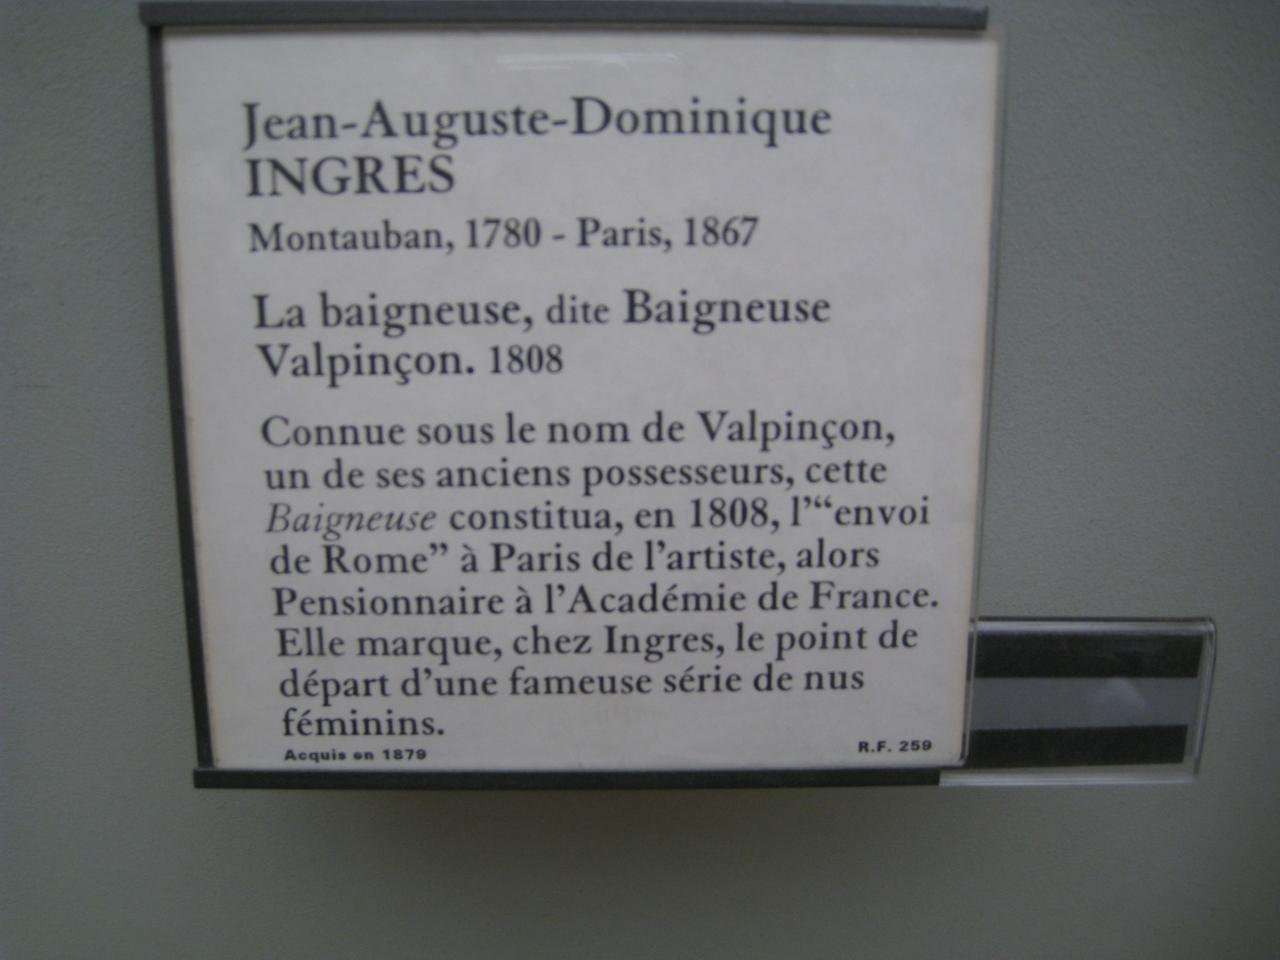 Jean-Auguste-Dominique
INGRES
Montauban, 1780 - Paris, 1867
La baigneuse, dite Baigneuse
Valpinçon. 1808
Connue sous le nom de Valpinçon,
un de ses anciens possesseurs, cette
Baigneuse constitua, en 1808, l’“envoi
de Rome” à Paris de l’artiste, alors
Pensionnaire à l’Académie de France.
Elle marque, chez Ingres, le point de
départ d’une fameuse série de nus
féminins.
Acquis en 1879 R.F. 259